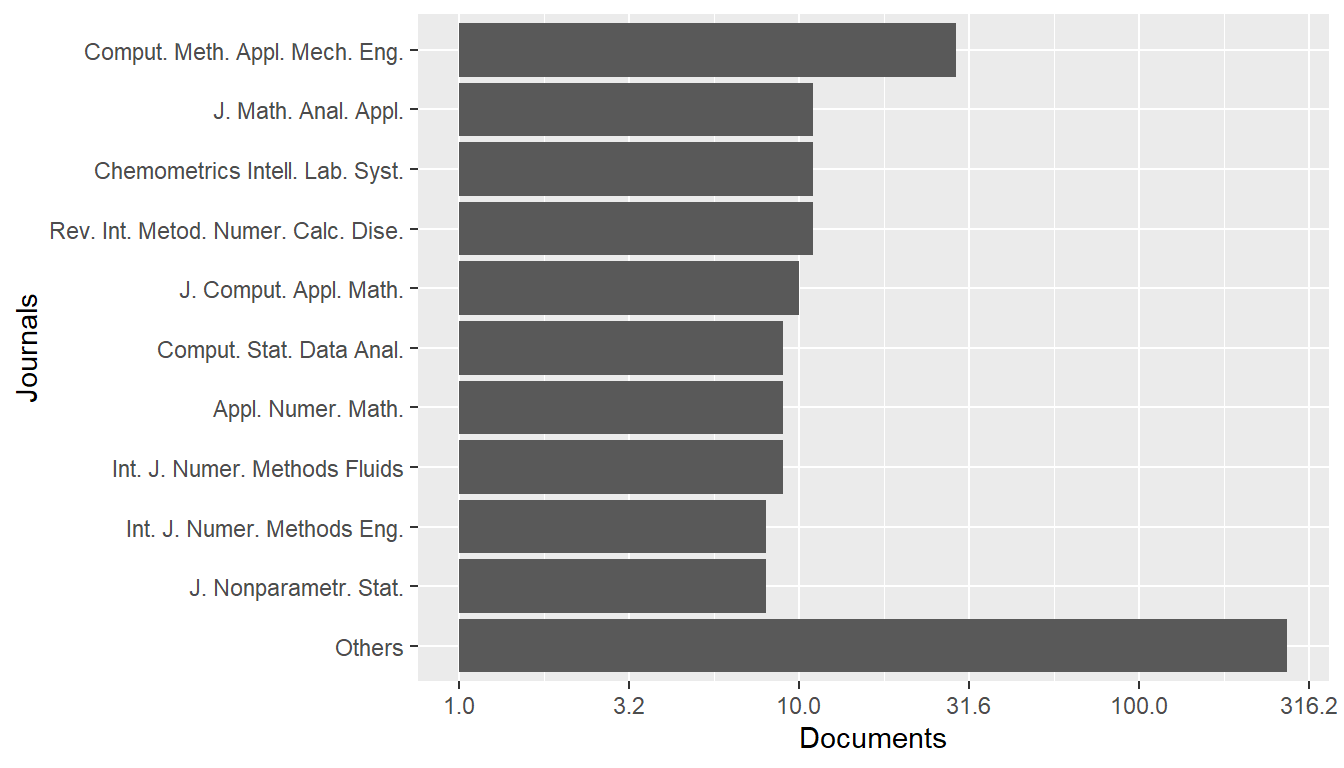 Comput. Meth. Appl. Mech. Eng.
J. Math. Anal. Appl.
Chemometrics Intell. Lab. Syst.
Rev. Int. Metod. Numer. Calc. Dise.
J. Comput. Appl. Math.
Comput. Stat. Data Anal.
Appl. Numer. Math.
Int. J. Numer. Methods Fluids
Int. J. Numer. Methods Eng.
J. Nonparametr. Stat.
Others
Journals
1.0 3.2 10.0 31.6 100.0 316.2
Documents